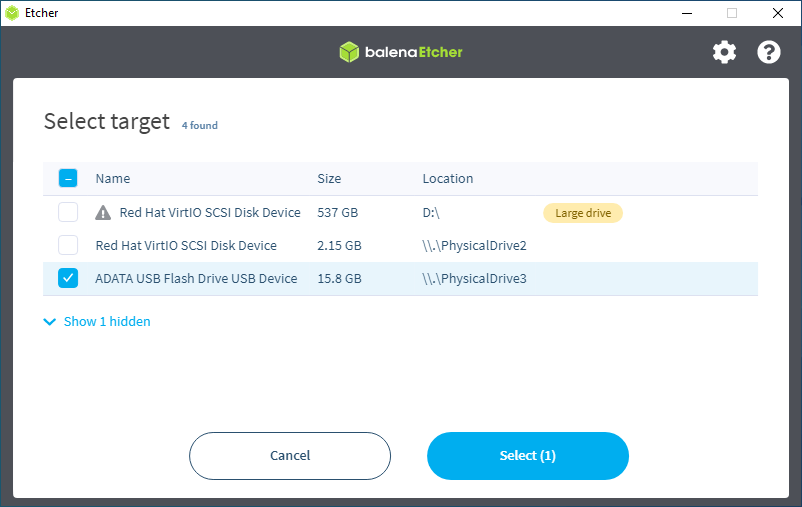 Etcher
balenaEtcher
Select target 4 found
Name Size Location
Red Hat VirtIO SCSI Disk Device 537 GB D:\ Large drive
Red Hat VirtIO SCSI Disk Device 2.15 GB \\.\PhysicalDrive2
ADATA USB Flash Drive USB Device 15.8 GB \\.\PhysicalDrive3
Show 1 hidden
Cancel Select (1)